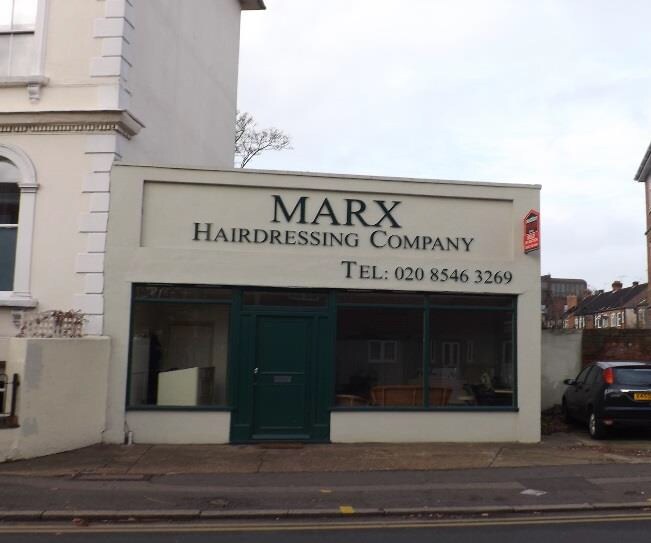 MARX
HAIRDRESSING COMPANY
TEL: 020 8546 3269